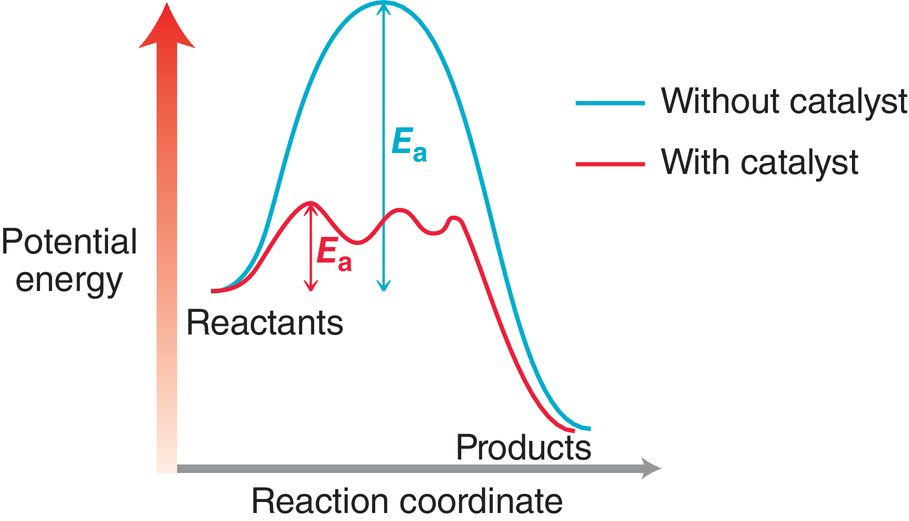 Without catalyst
With catalyst
Eₐ
Eₐ
Potential
energy
Reactants
Products
Reaction coordinate